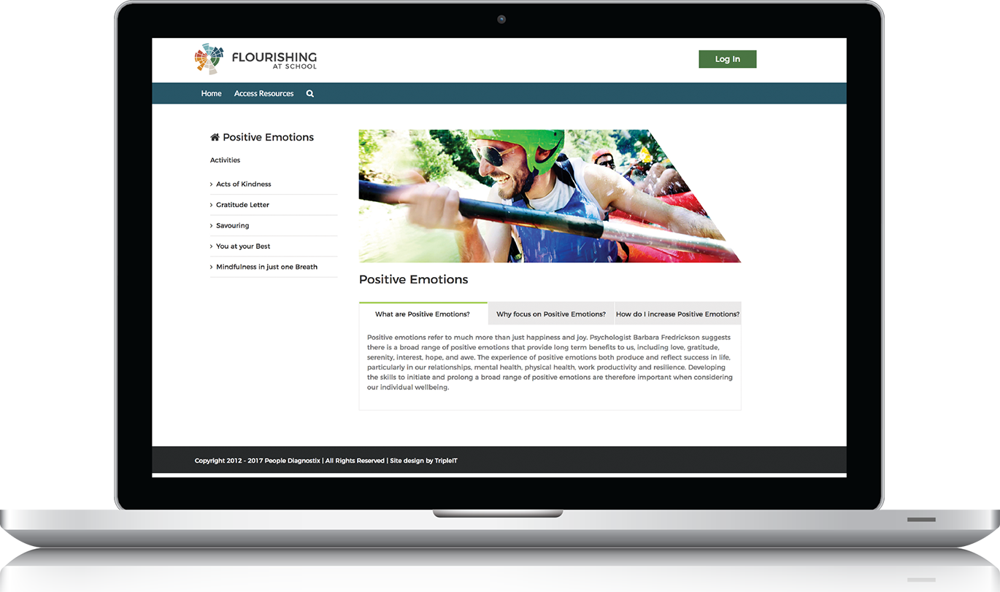 FLOURISHING
AT SCHOOL
Log In
Home Access Resources
Positive Emotions
Activities
Acts of Kindness
Gratitude Letter
Savouring
You at your Best
Mindfulness in just one Breath
Positive Emotions
What are Positive Emotions? Why focus on Positive Emotions? How do I increase Positive Emotions?
Positive emotions refer to much more than just happiness and joy. Psychologist Barbara Fredrickson suggests
there is a broad range of positive emotions that provide long term benefits to us, including love, gratitude,
serenity, interest, hope, and awe. The experience of positive emotions both produce and reflect success in life,
particularly in our relationships, mental health, physical health, work productivity and resilience. Developing
the skills to initiate and prolong a broad range of positive emotions are therefore important when considering
our individual wellbeing.
Copyright 2012 - 2017 People Diagnostix | All Rights Reserved | Site design by TripleIT